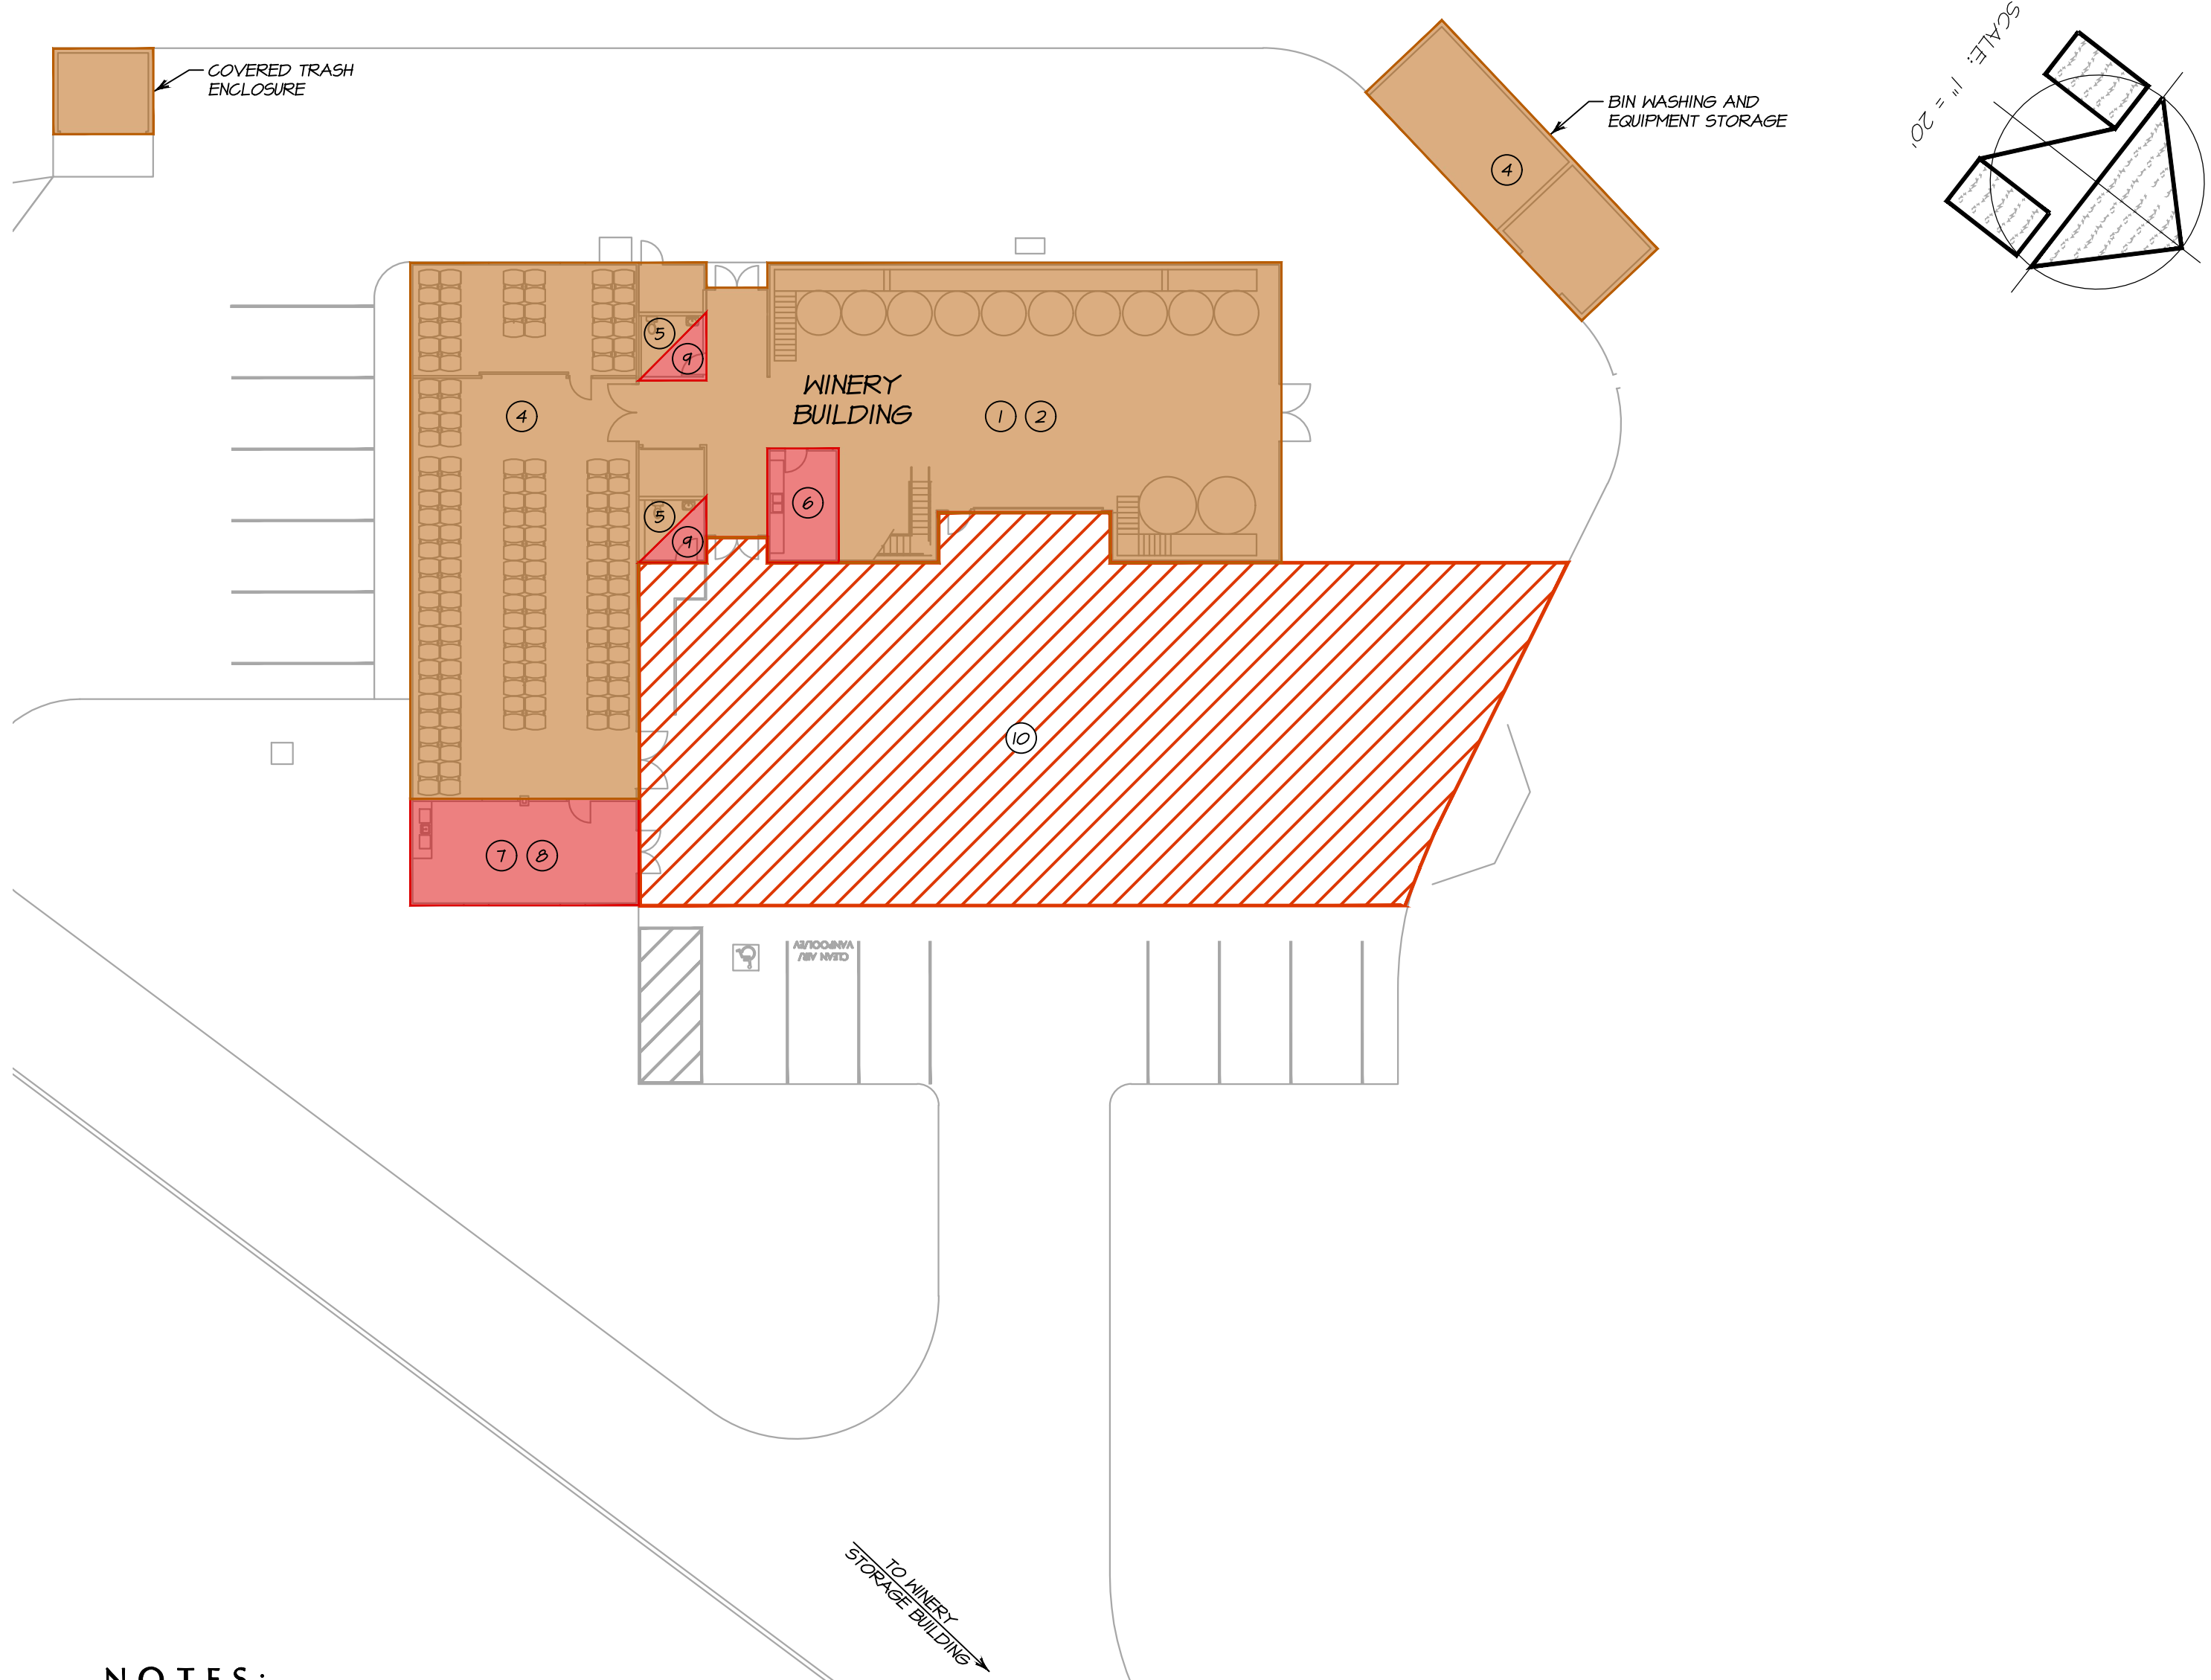 COVERED TRASH
ENCLOSURE
BIN WASHING AND
EQUIPMENT STORAGE
SCALE: 1" = 20'
4
5
9
WINERY
BUILDING
4
1 2
6
5
9
10
7 8
CLEAN AIR/
VANPOOL/EV
TO WINERY
STORAGE BUILDING
NOTES: